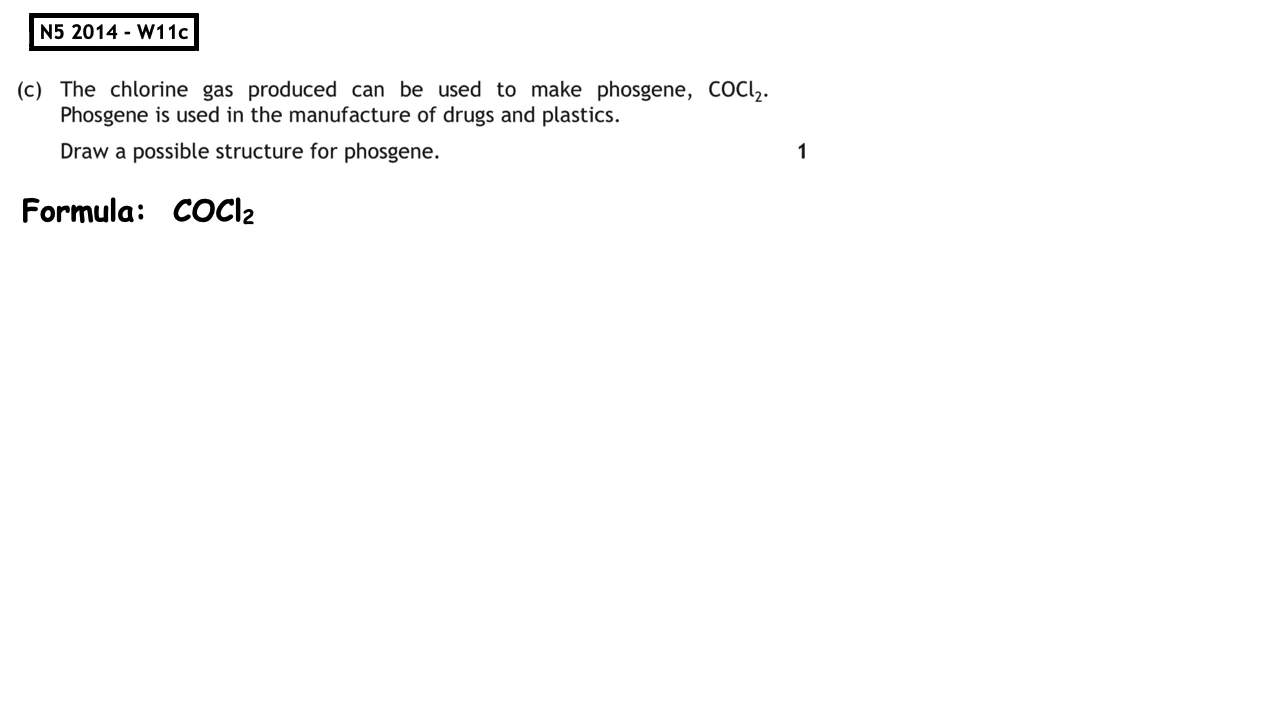 N5 2014 - W11c
(c) The chlorine gas produced can be used to make phosgene, COCl₂.
Phosgene is used in the manufacture of drugs and plastics.
Draw a possible structure for phosgene. 1
Formula: COCl₂